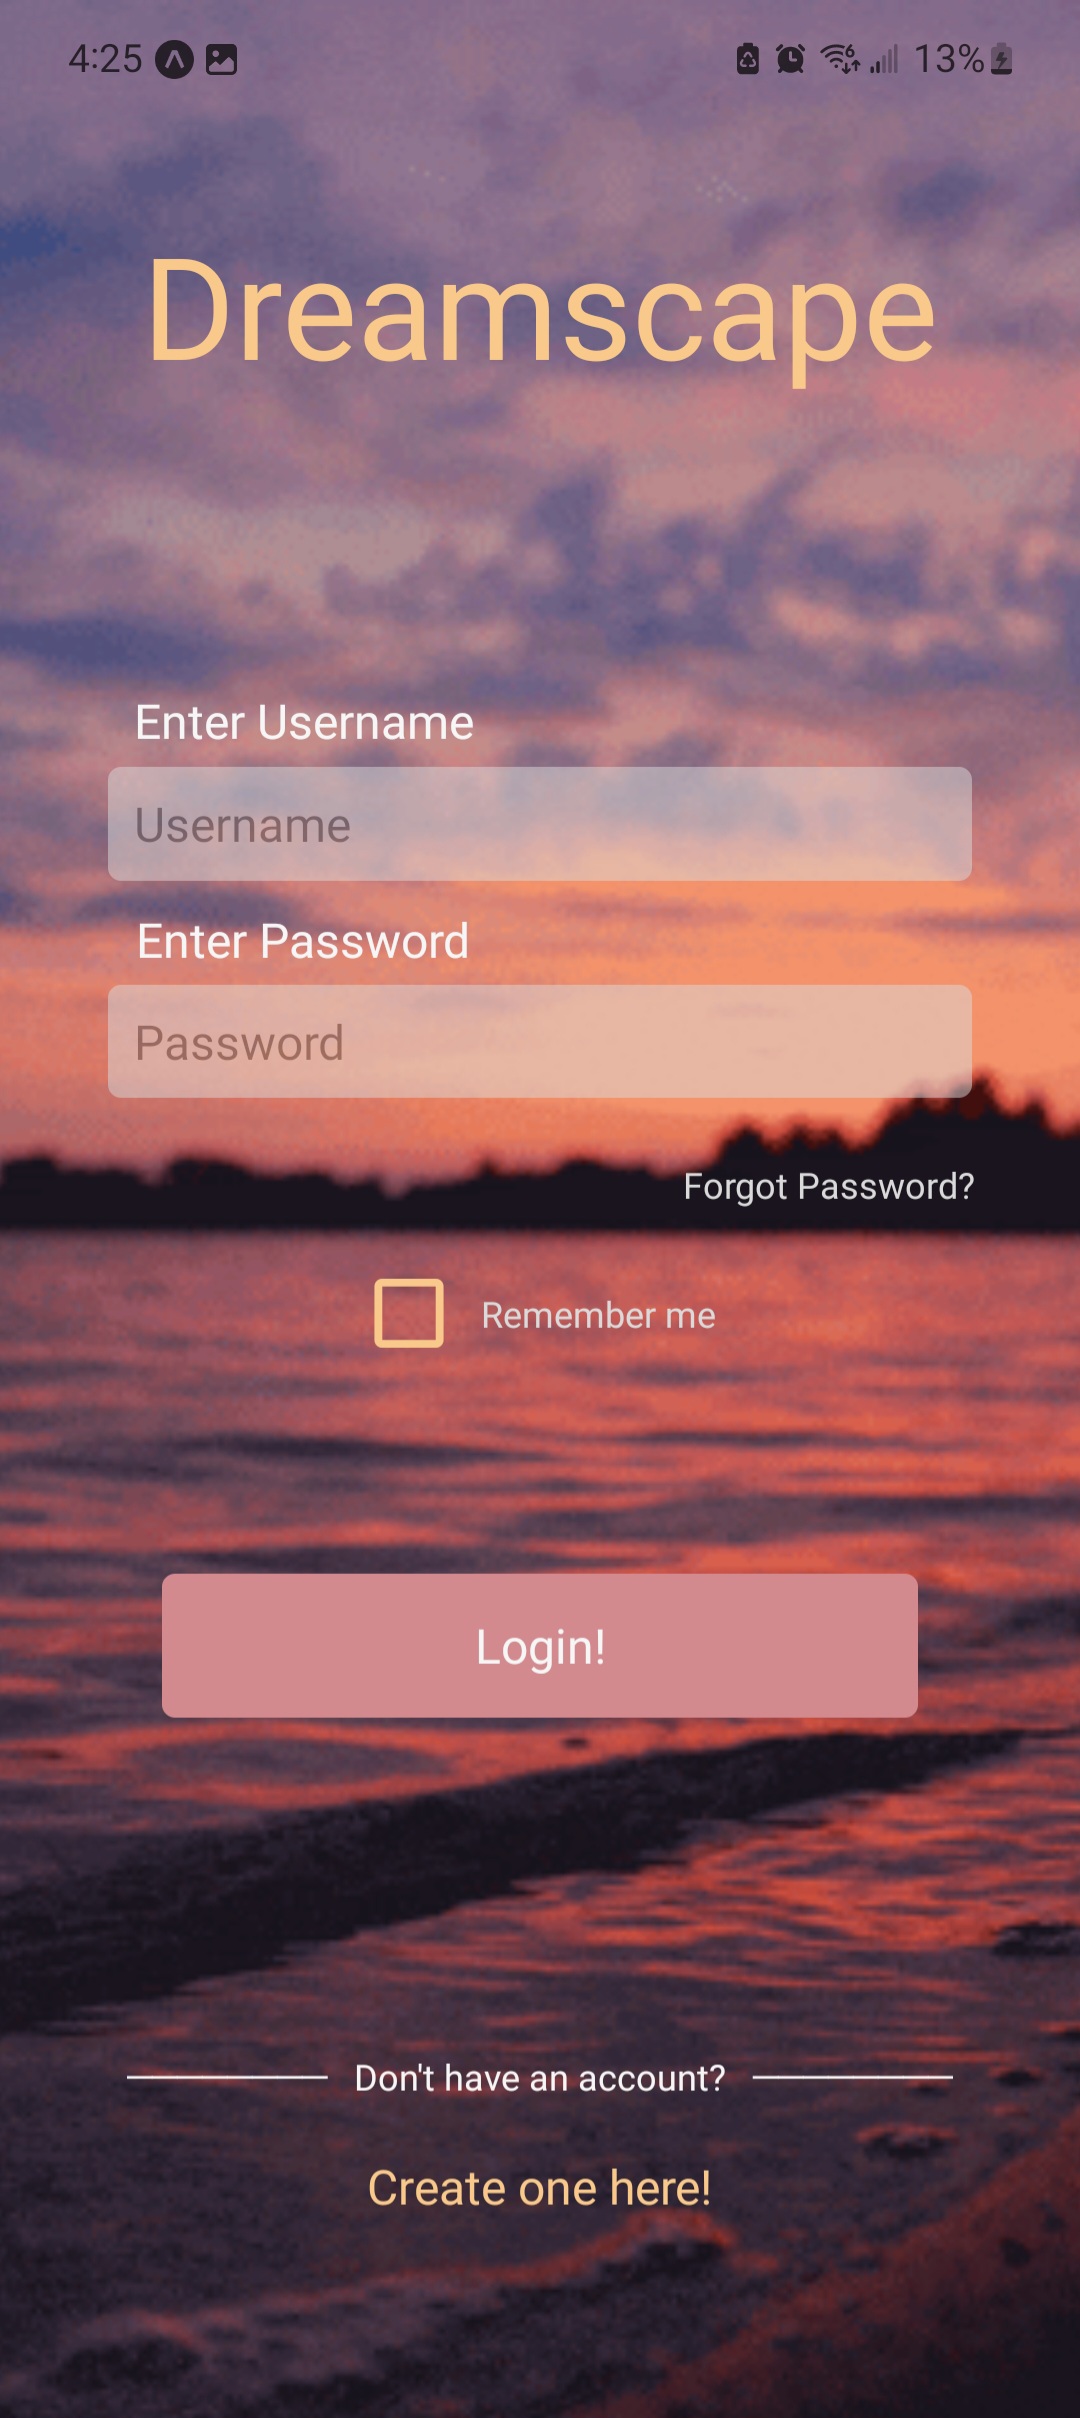 4:25 13%
Dreamscape
Enter Username
Username
Enter Password
Password
Forgot Password?
Remember me
Login!
Don't have an account?
Create one here!